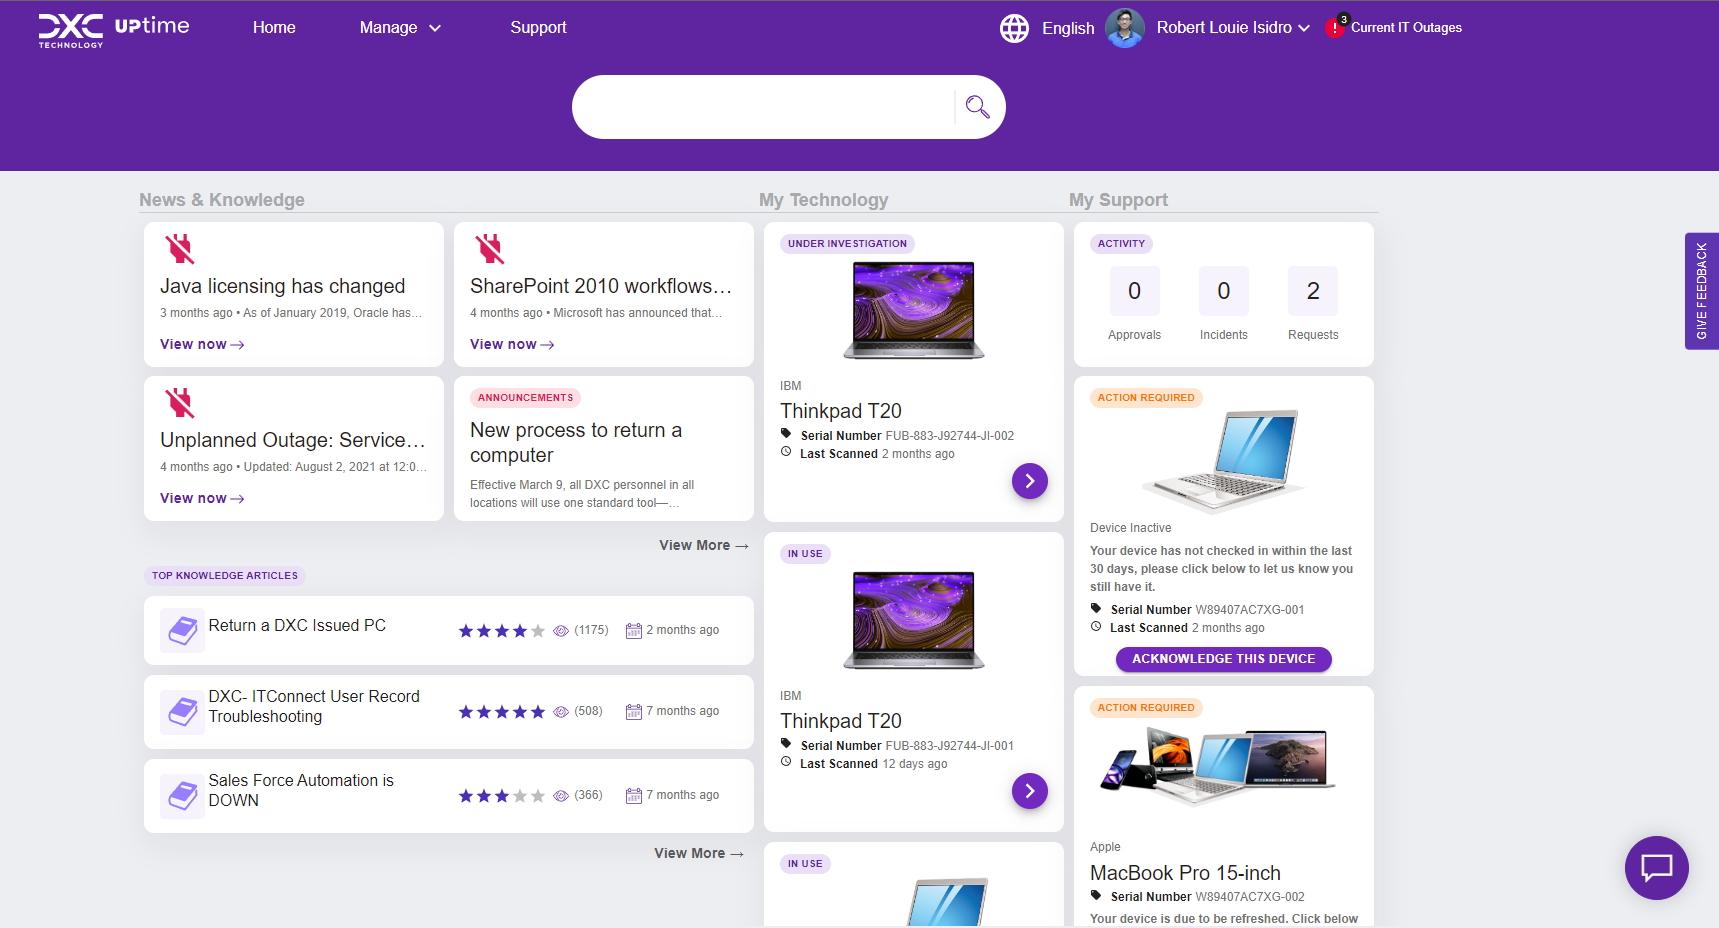 DXC
TECHNOLOGY
UPtime
Home
Manage
Support
English
Robert Louie Isidro
3
Current IT Outages
News & Knowledge
Java licensing has changed
3 months ago • As of January 2019, Oracle has...
View now
SharePoint 2010 workflows...
4 months ago • Microsoft has announced that...
View now
Unplanned Outage: Service...
4 months ago • Updated: August 2, 2021 at 12:0...
View now
ANNOUNCEMENTS
New process to return a
computer
Effective March 9, all DXC personnel in all
locations will use one standard tool—...
View More →
TOP KNOWLEDGE ARTICLES
Return a DXC Issued PC
(1175)
2 months ago
DXC- ITConnect User Record
Troubleshooting
(508)
7 months ago
Sales Force Automation is
DOWN
(366)
7 months ago
View More →
My Technology
UNDER INVESTIGATION
IBM
Thinkpad T20
Serial Number FUB-883-J92744-JI-002
Last Scanned 2 months ago
IN USE
IBM
Thinkpad T20
Serial Number FUB-883-J92744-JI-001
Last Scanned 12 days ago
IN USE
My Support
ACTIVITY
0
Approvals
0
Incidents
2
Requests
ACTION REQUIRED
Device Inactive
Your device has not checked in within the last
30 days, please click below to let us know you
still have it.
Serial Number W89407AC7XG-001
Last Scanned 2 months ago
ACKNOWLEDGE THIS DEVICE
ACTION REQUIRED
Apple
MacBook Pro 15-inch
Serial Number W89407AC7XG-002
Your device is due to be refreshed. Click below
GIVE FEEDBACK